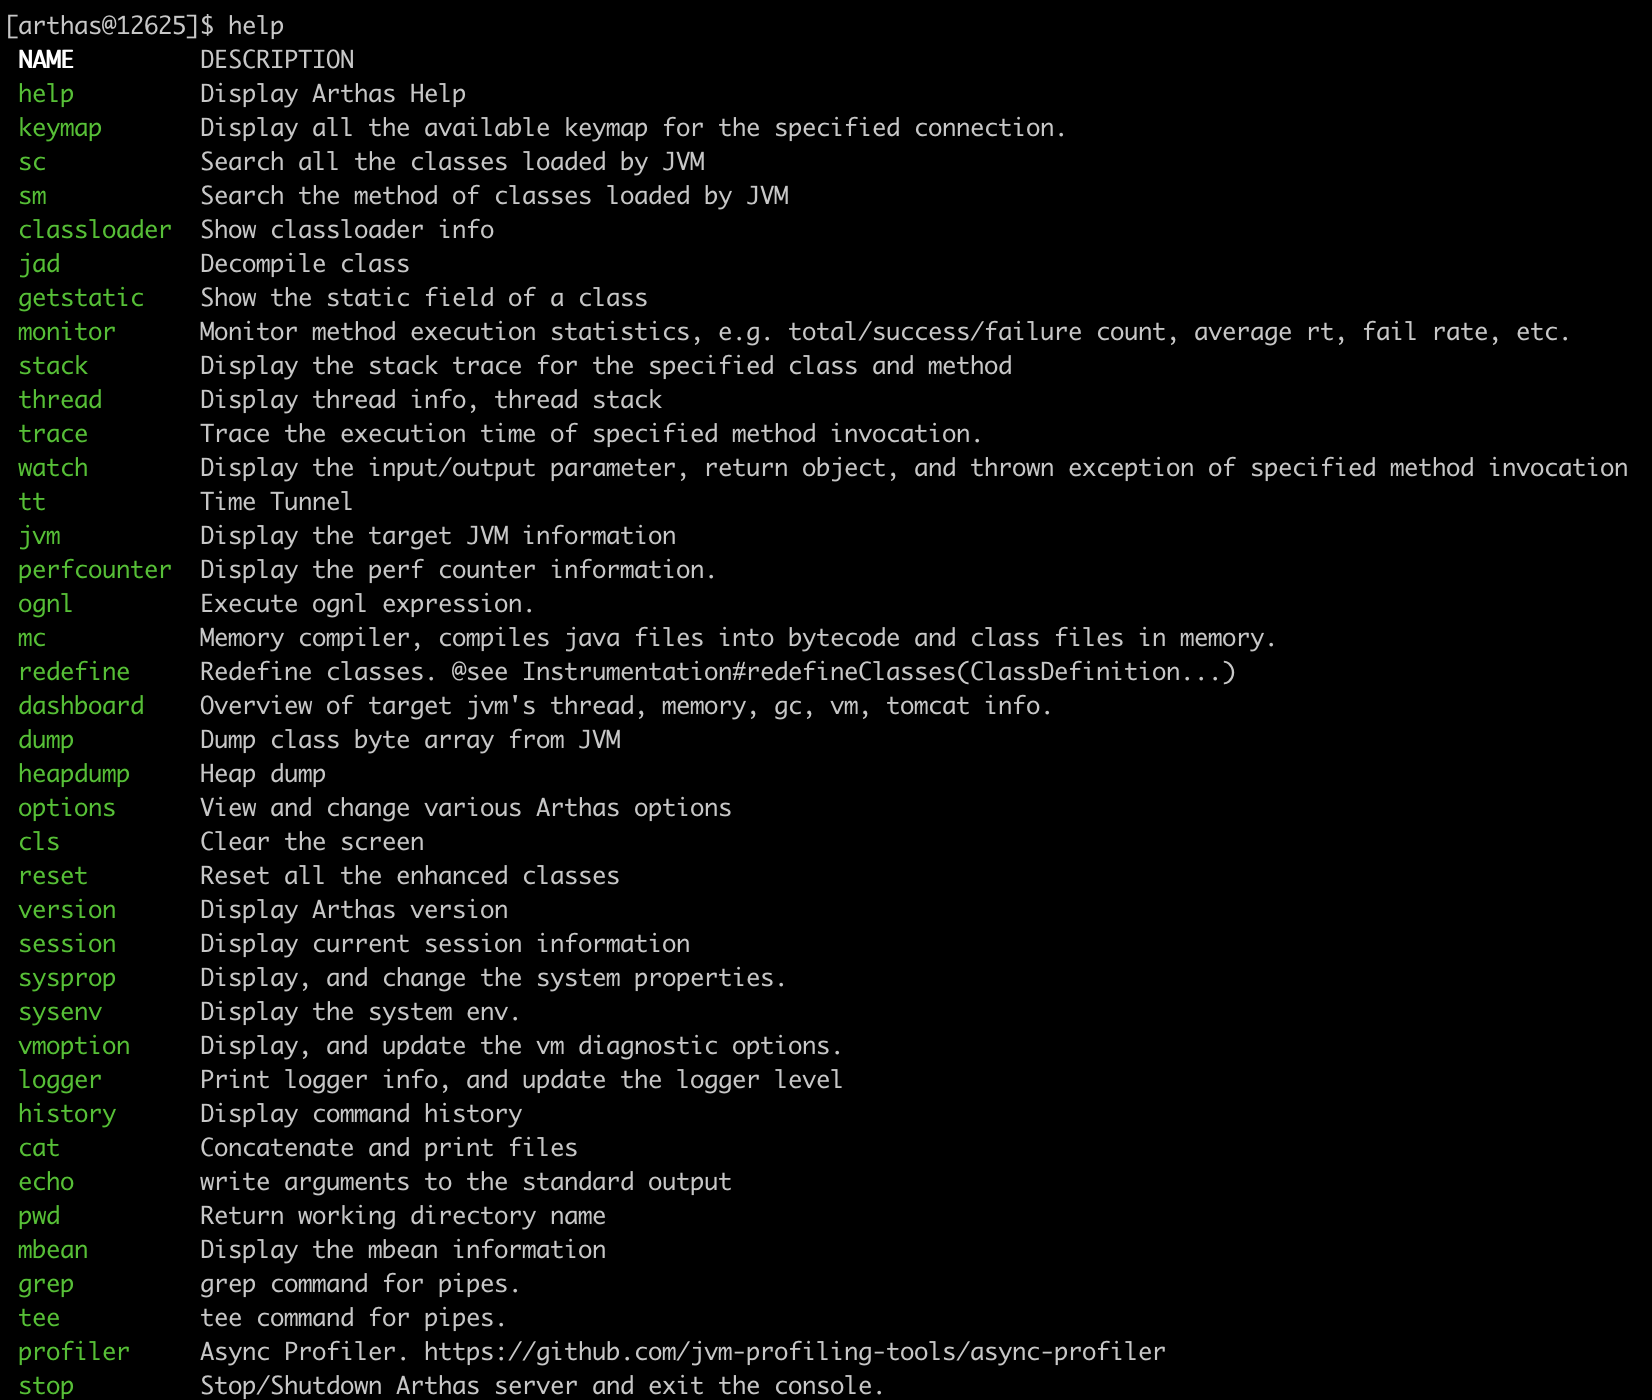 [arthas@12625]$ help
NAME DESCRIPTION
help Display Arthas Help
keymap Display all the available keymap for the specified connection.
sc Search all the classes loaded by JVM
sm Search the method of classes loaded by JVM
classloader Show classloader info
jad Decompile class
getstatic Show the static field of a class
monitor Monitor method execution statistics, e.g. total/success/failure count, average rt, fail rate, etc.
stack Display the stack trace for the specified class and method
thread Display thread info, thread stack
trace Trace the execution time of specified method invocation.
watch Display the input/output parameter, return object, and thrown exception of specified method invocation
tt Time Tunnel
jvm Display the target JVM information
perfcounter Display the perf counter information.
ognl Execute ognl expression.
mc Memory compiler, compiles java files into bytecode and class files in memory.
redefine Redefine classes. @see Instrumentation#redefineClasses(ClassDefinition...)
dashboard Overview of target jvm's thread, memory, gc, vm, tomcat info.
dump Dump class byte array from JVM
heapdump Heap dump
options View and change various Arthas options
cls Clear the screen
reset Reset all the enhanced classes
version Display Arthas version
session Display current session information
sysprop Display, and change the system properties.
sysenv Display the system env.
vmoption Display, and update the vm diagnostic options.
logger Print logger info, and update the logger level
history Display command history
cat Concatenate and print files
echo write arguments to the standard output
pwd Return working directory name
mbean Display the mbean information
grep grep command for pipes.
tee tee command for pipes.
profiler Async Profiler. https://github.com/jvm-profiling-tools/async-profiler
stop Stop/Shutdown Arthas server and exit the console.